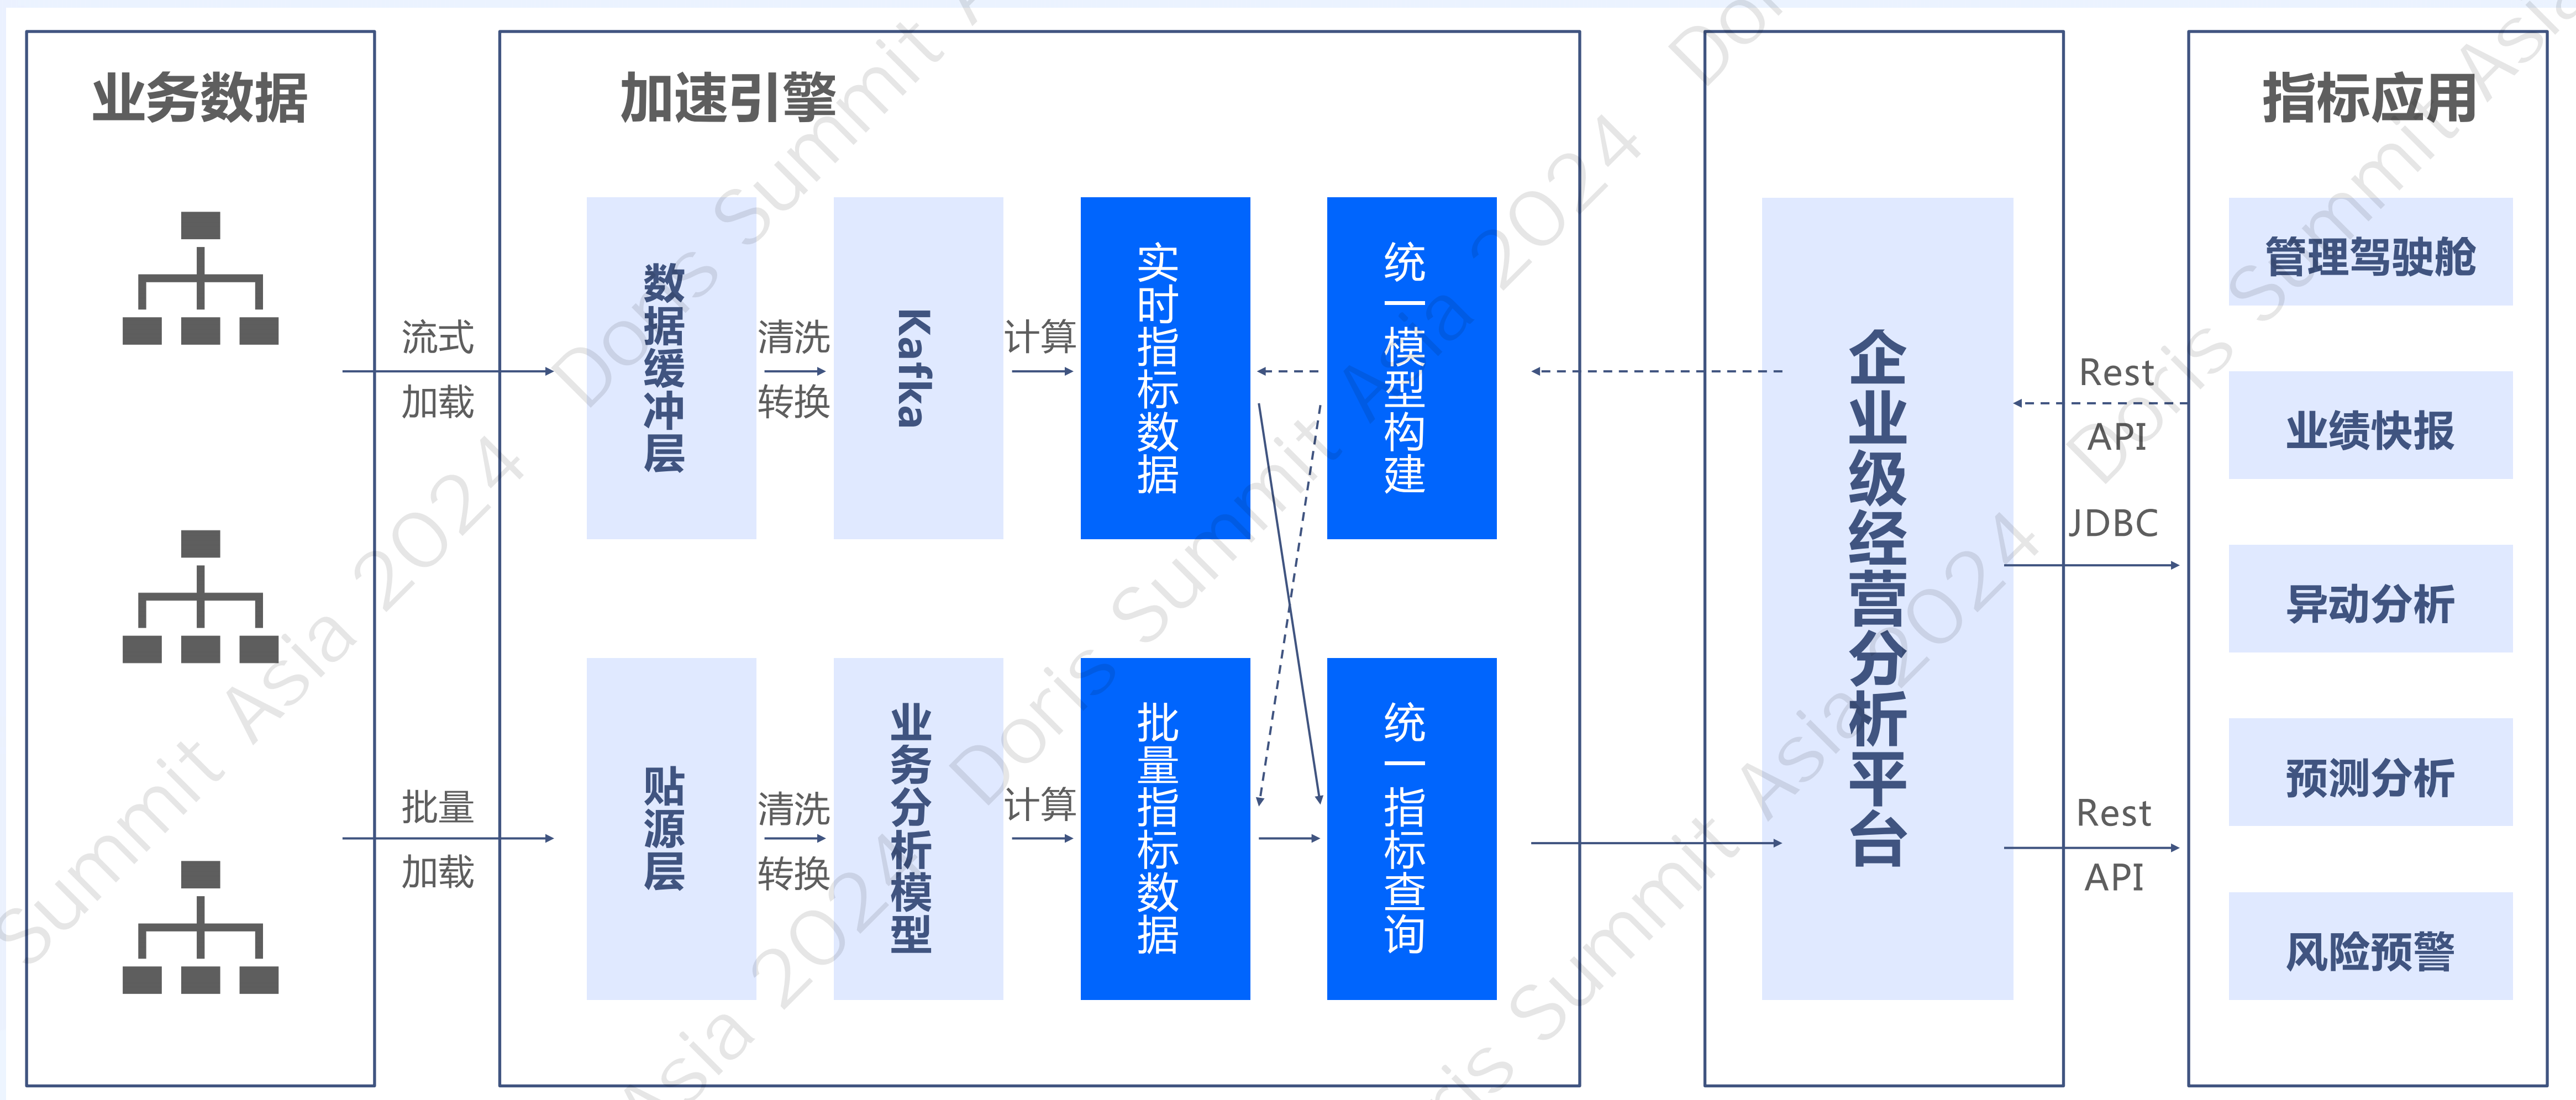 业务数据
流式
加载
批量
加载
加速引擎
数据缓冲层
清洗
转换
Kafka
计算
实时指标数据
统一模型构建
贴源层
清洗
转换
业务分析模型
计算
批量指标数据
统一指标查询
企业级经营分析平台
Rest
API
JDBC
Rest
API
指标应用
管理驾驶舱
业绩快报
异动分析
预测分析
风险预警
Doris Summit Asia 2024